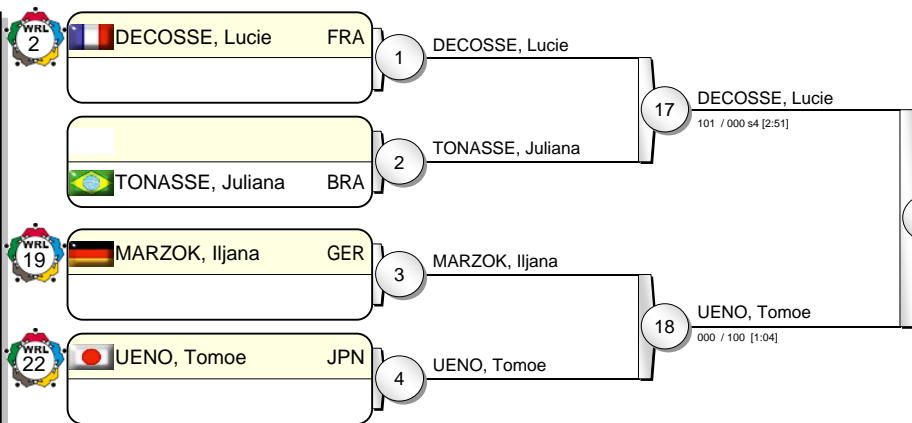 WRL
2
DECOSSE, Lucie FRA
1
DECOSSE, Lucie
17
DECOSSE, Lucie
101 / 000 s4 [2:51]
2
TONASSE, Juliana
TONASSE, Juliana BRA
WRL
19
MARZOK, Iljana GER
3
MARZOK, Iljana
18
UENO, Tomoe
000 / 100 [1:04]
WRL
22
UENO, Tomoe JPN
4
UENO, Tomoe